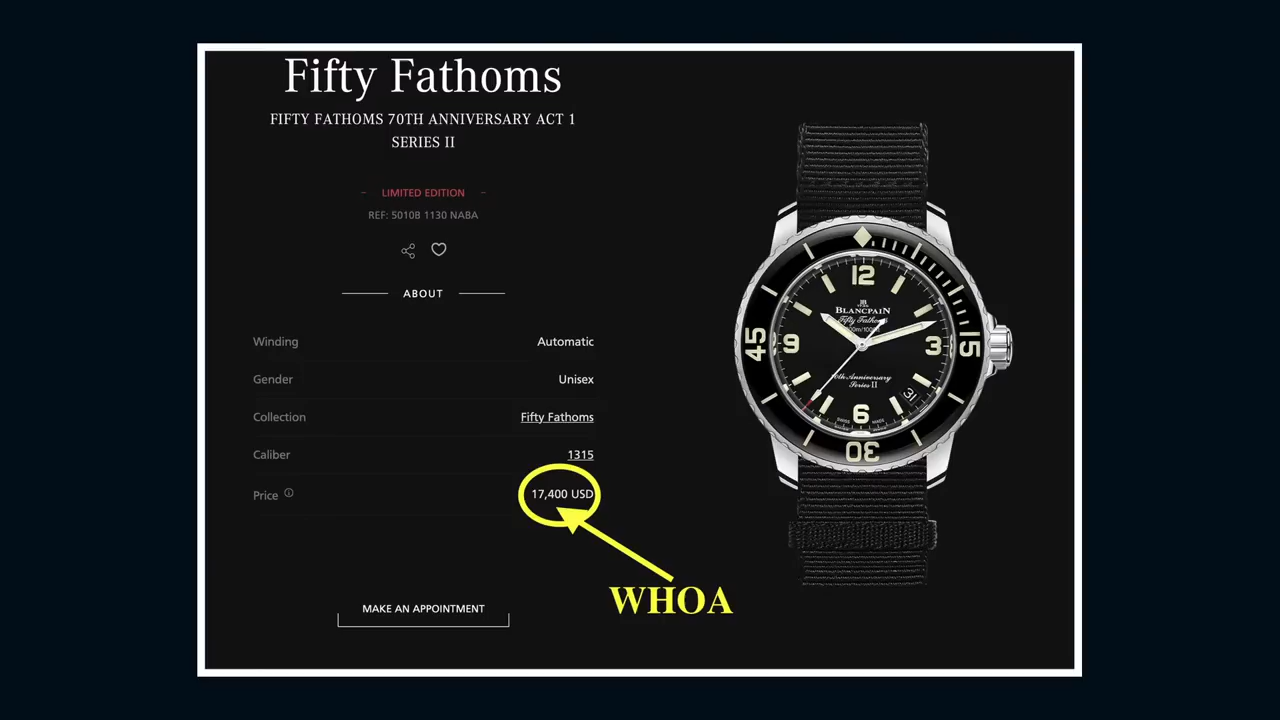 Fifty Fathoms
FIFTY FATHOMS 70TH ANNIVERSARY ACT 1
SERIES II
LIMITED EDITION
REF: 5010B 1130 NABA
ABOUT
Winding Automatic
Gender Unisex
Collection Fifty Fathoms
Caliber 1315
Price 17,400 USD
MAKE AN APPOINTMENT
WHOA
12
BLANCPAIN
Fifty Fathoms
45
9
3
15
Anniversary
Series II
31
6
SWISS MADE
30